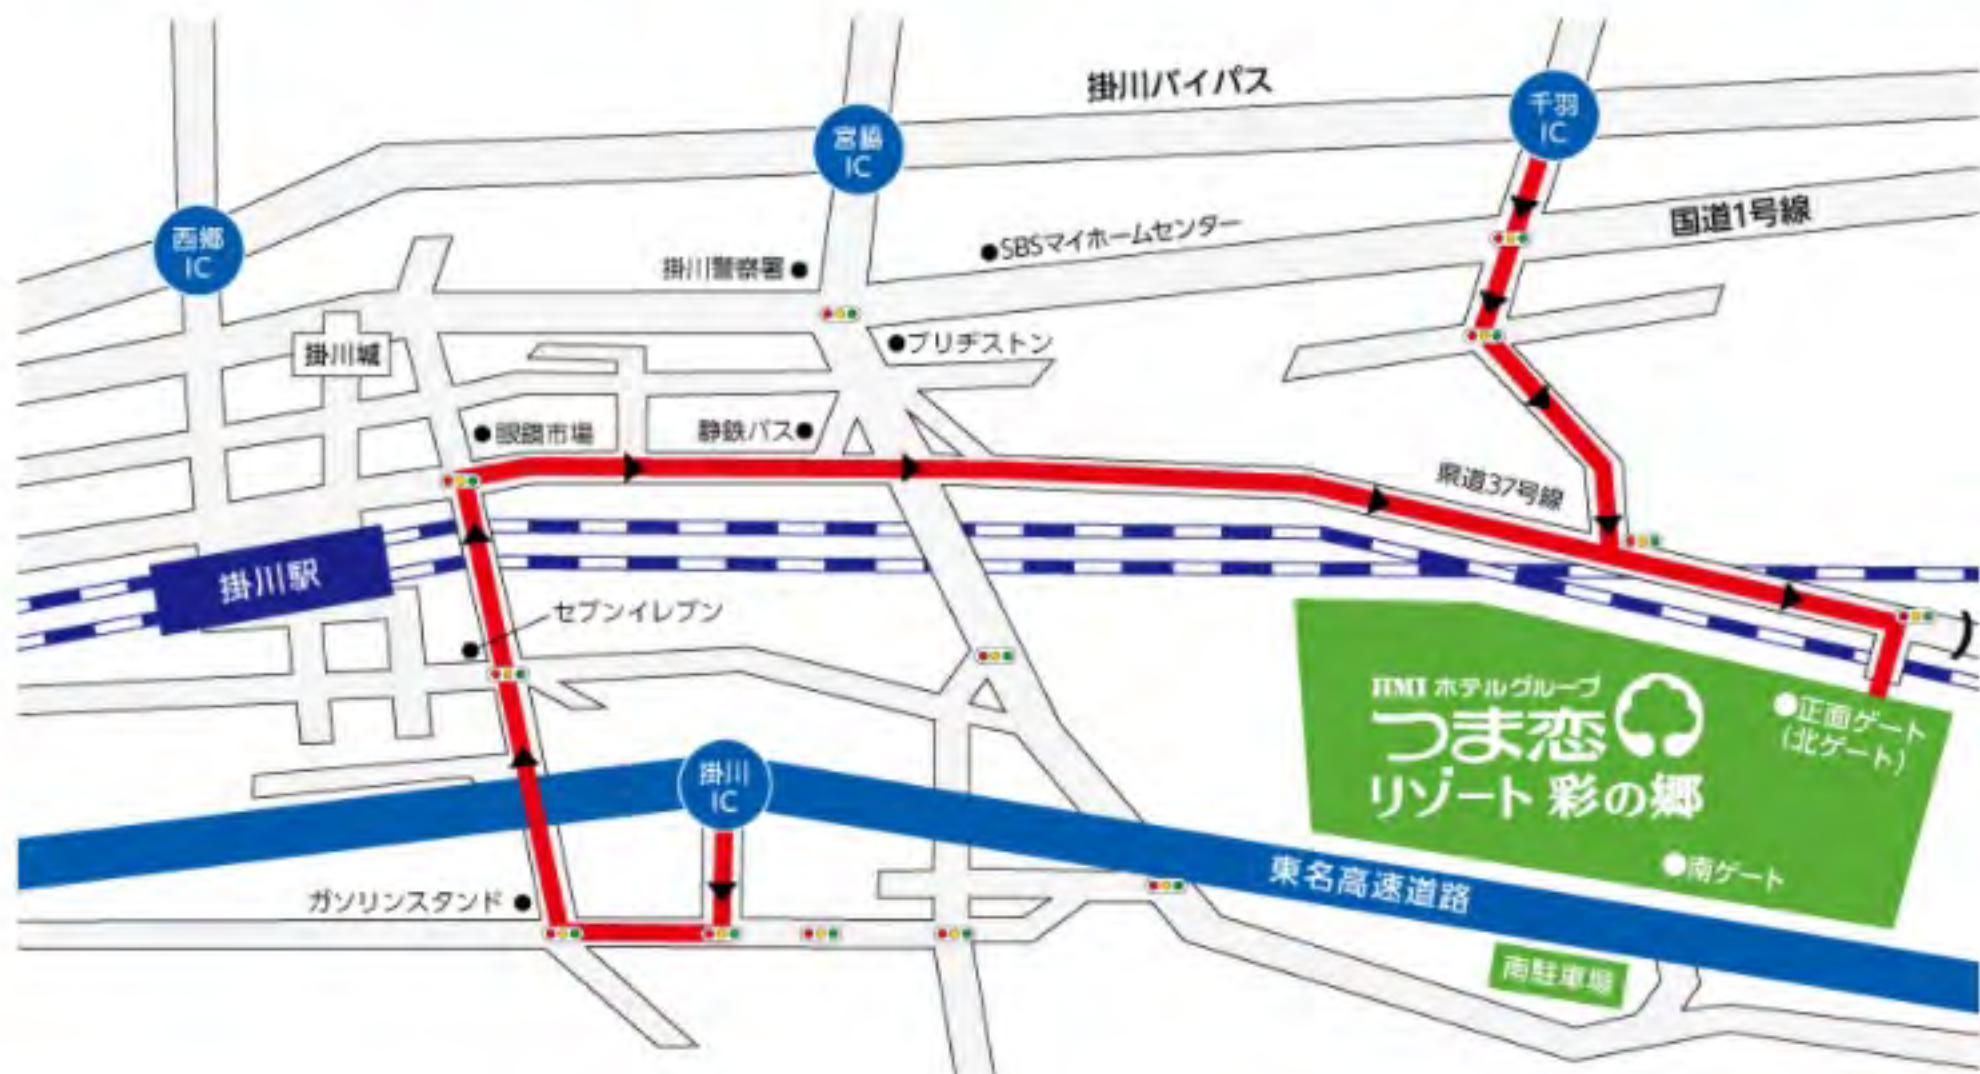 掛川バイパス
千羽
IC
宮脇
IC
国道1号線
西郷
IC
●SBSマイホームセンター
掛川警察署●
掛川城
●ブリヂストン
●眼鏡市場
静鉄バス●
県道37号線
掛川駅
セブンイレブン
HMI ホテルグループ
つま恋
リゾート 彩の郷
●正面ゲート
(北ゲート)
掛川
IC
●南ゲート
東名高速道路
ガソリンスタンド●
南駐車場